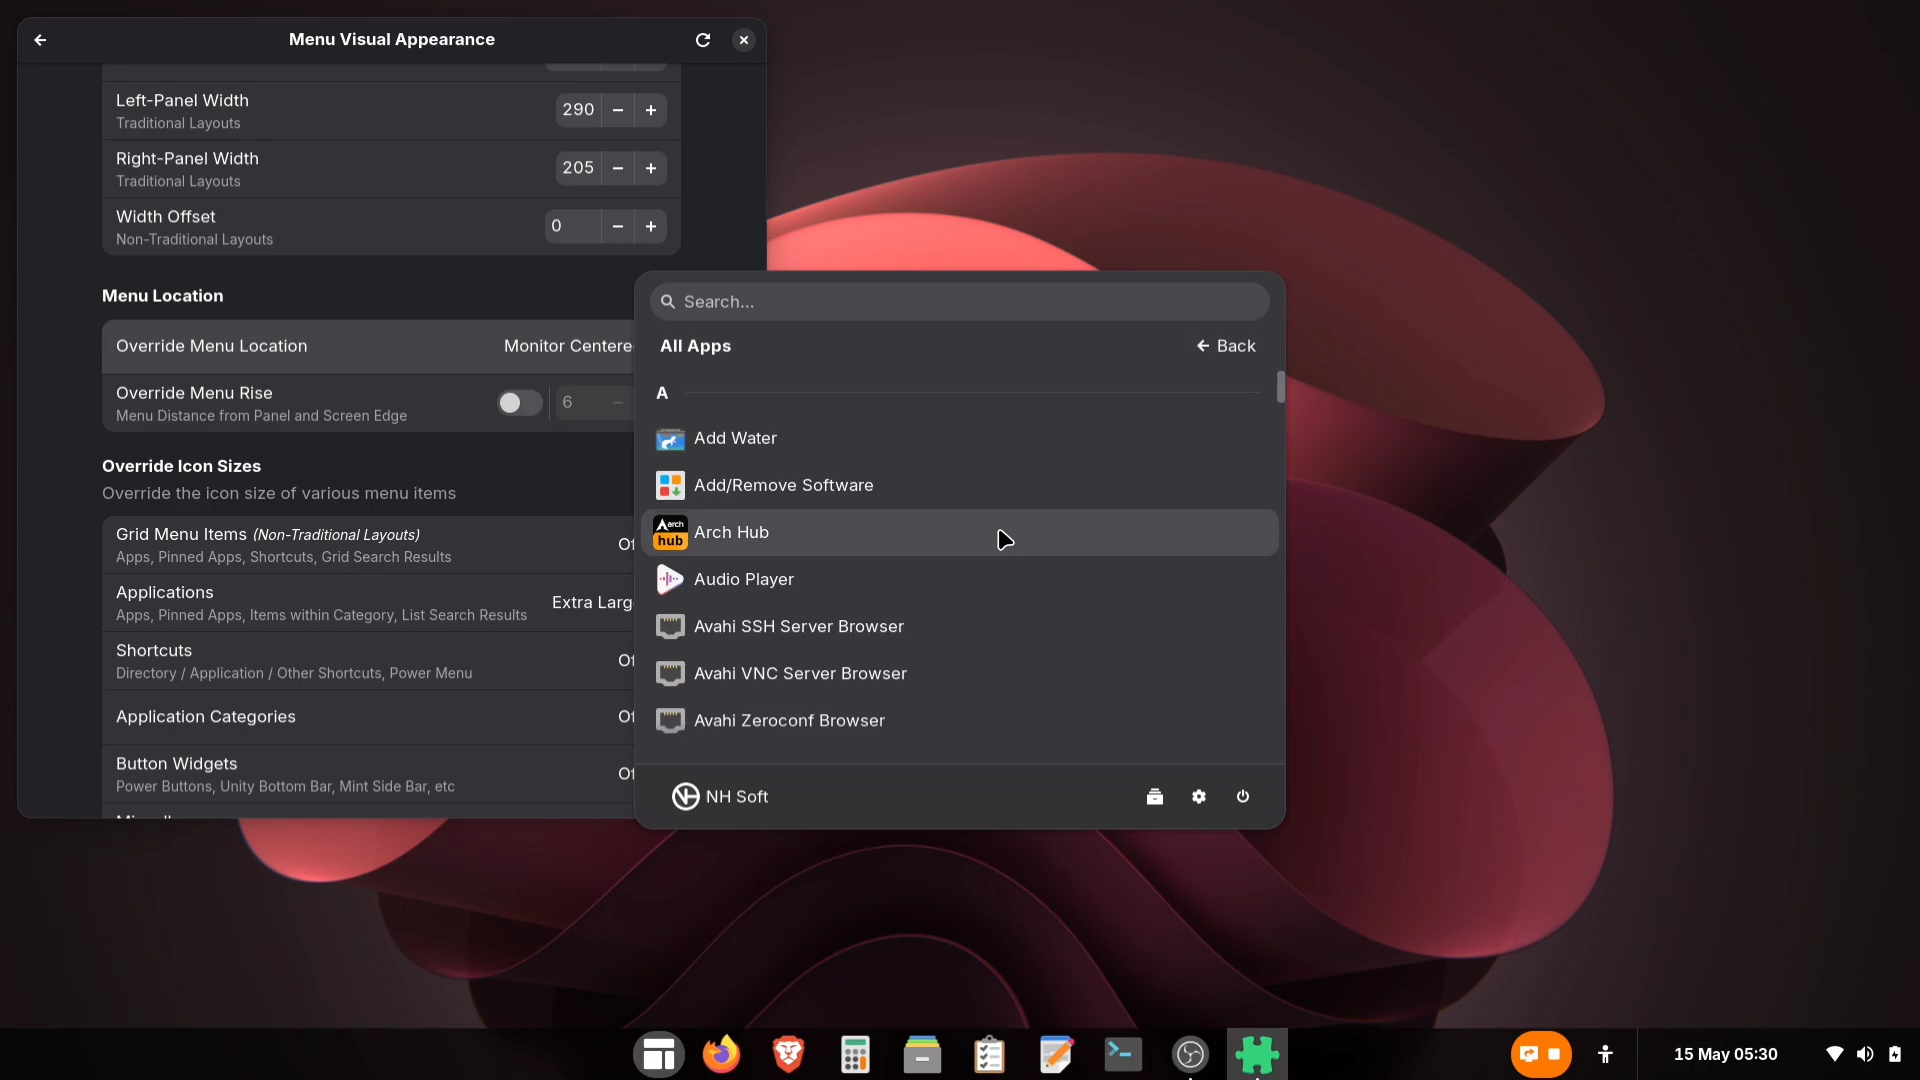 Menu Visual Appearance
Left-Panel Width
Traditional Layouts
290
Right-Panel Width
Traditional Layouts
205
Width Offset
Non-Traditional Layouts
0
Menu Location
Override Menu Location
Monitor Centere
Override Menu Rise
Menu Distance from Panel and Screen Edge
6
Override Icon Sizes
Override the icon size of various menu items
Grid Menu Items (Non-Traditional Layouts)
Apps, Pinned Apps, Shortcuts, Grid Search Results
Applications
Apps, Pinned Apps, Items within Category, List Search Results
Extra Larg
Shortcuts
Directory / Application / Other Shortcuts, Power Menu
Application Categories
Button Widgets
Power Buttons, Unity Bottom Bar, Mint Side Bar, etc
Search...
All Apps
Back
A
Add Water
Add/Remove Software
Arch hub
Arch Hub
Audio Player
Avahi SSH Server Browser
Avahi VNC Server Browser
Avahi Zeroconf Browser
NH Soft
15 May 05:30